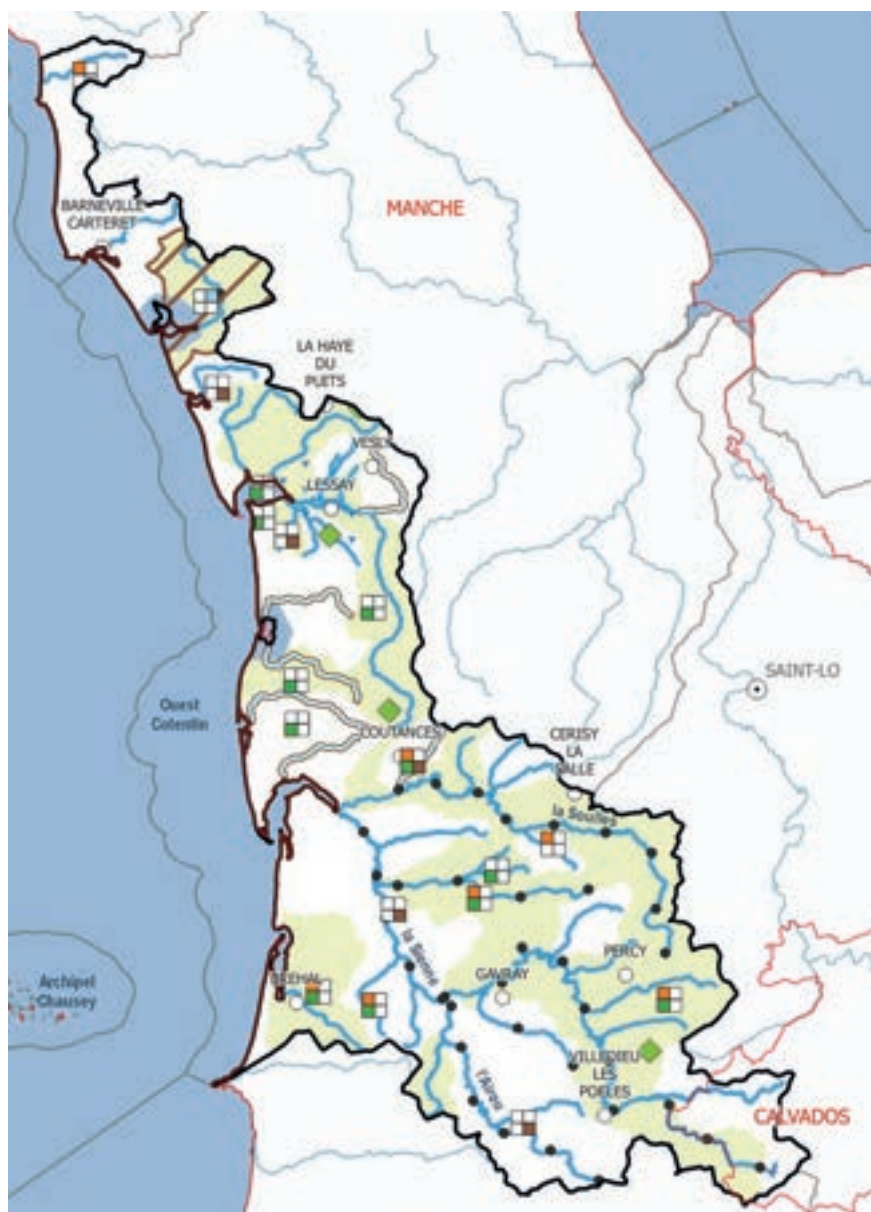 BARNEVILLE
CARTERET
MANCHE
LA HAYE
DU
PUITS
VESLY
LESSAY
SAINT-LO
Ouest
Cotentin
COUTANCES
CERISY
LA
SALLE
la Soulles
la Sienne
PERCY
GAVRAY
BREHAL
Archipel
Chausey
VILLEDIEU
LES
POELES
l'Airou
CALVADOS